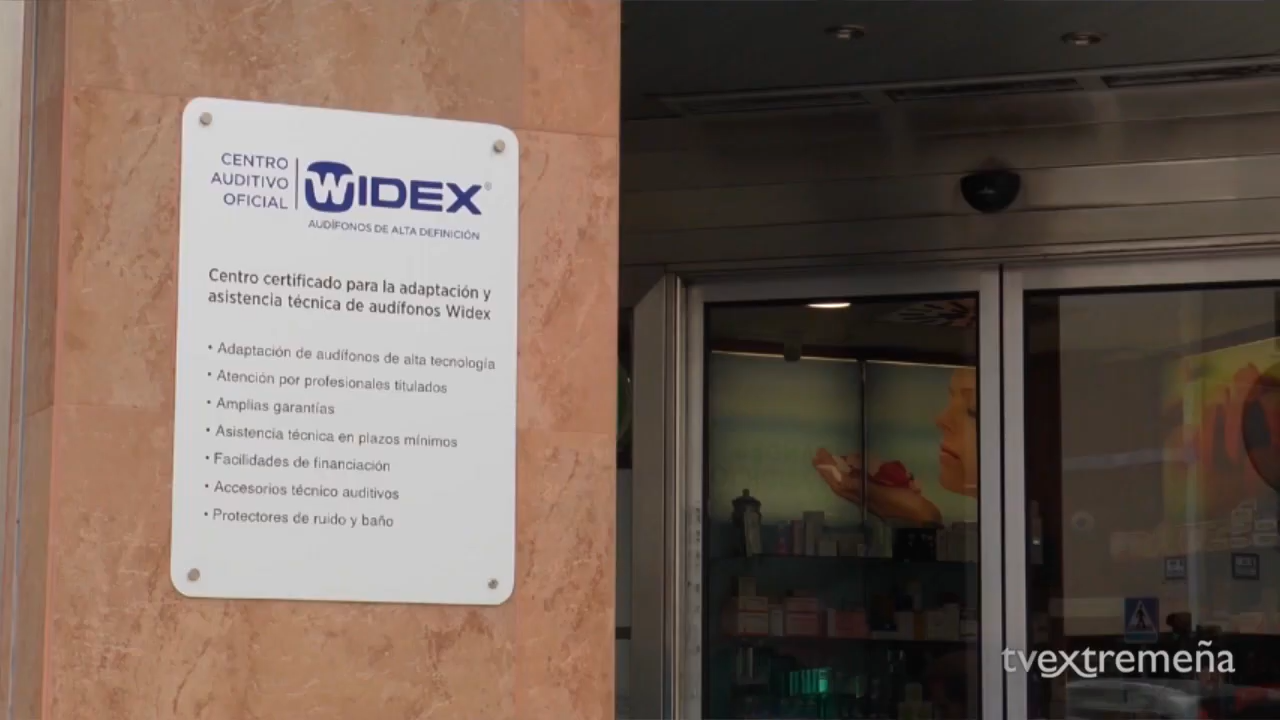 CENTRO
AUDITIVO
OFICIAL
WIDEX
AUDÍFONOS DE ALTA DEFINICIÓN
Centro certificado para la adaptación y
asistencia técnica de audífonos Widex
• Adaptación de audífonos de alta tecnología
• Atención por profesionales titulados
• Amplias garantías
• Asistencia técnica en plazos mínimos
• Facilidades de financiación
• Accesorios técnico auditivos
• Protectores de ruido y baño
tvextremeña